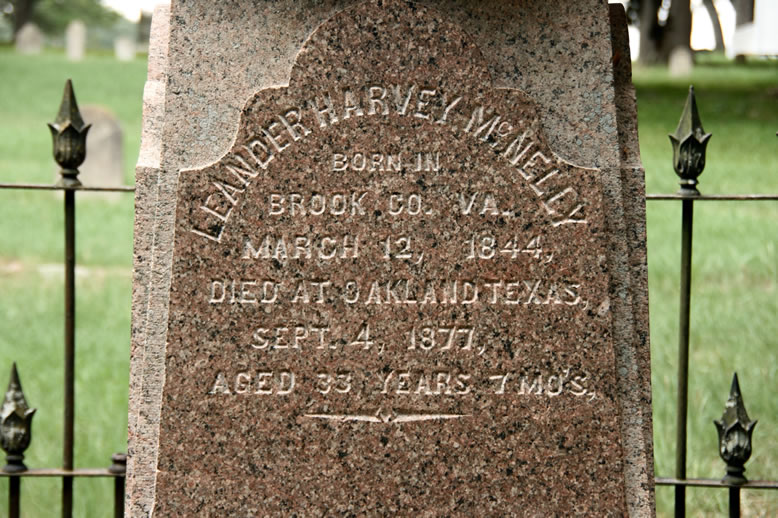 LEANDER HARVEY McNELLY
BORN IN
BROOK CO. VA.
MARCH 12, 1844,
DIED AT OAKLAND TEXAS,
SEPT. 4, 1877,
AGED 33 YEARS 7 MO'S,